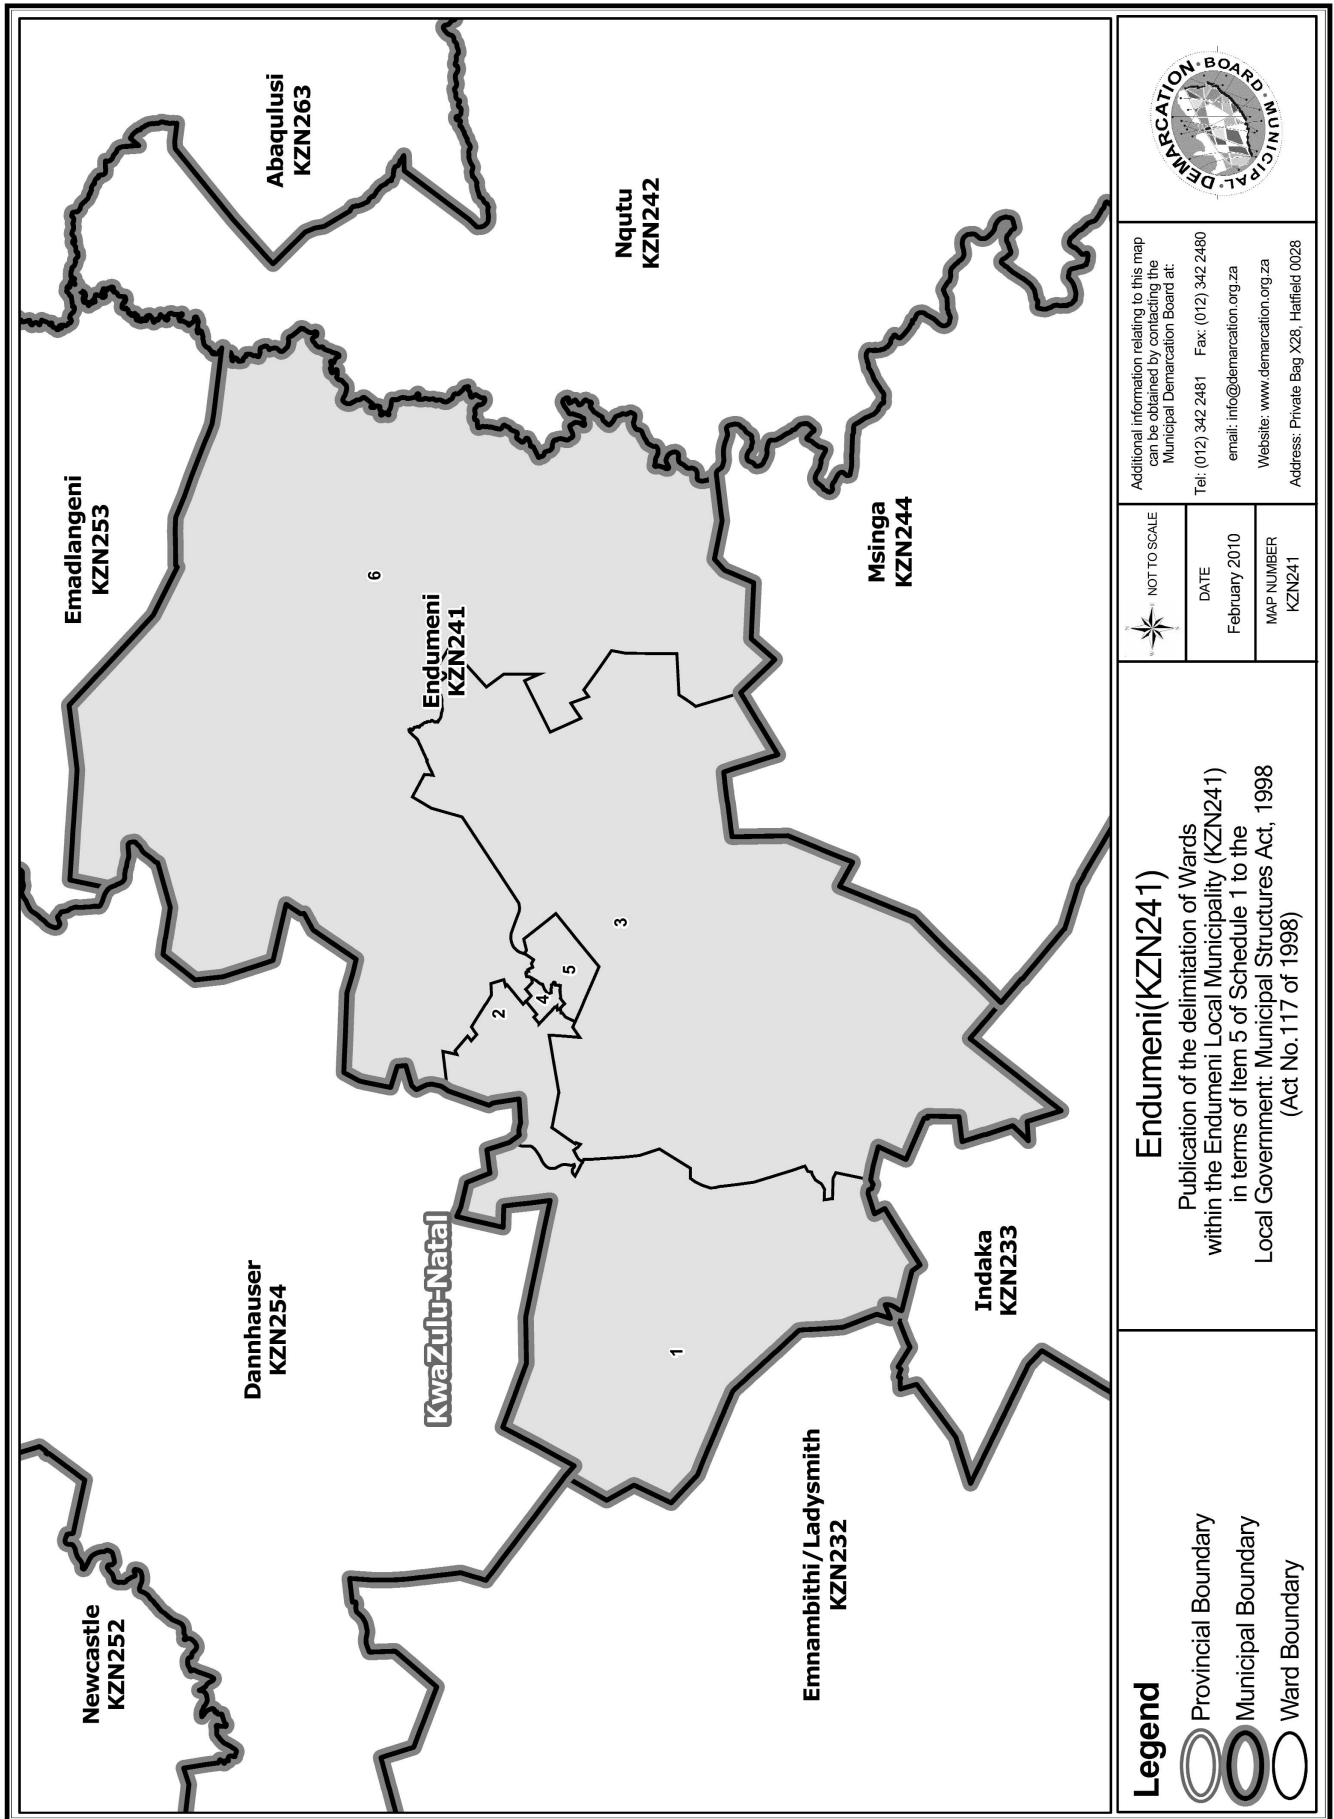 Newcastle
KZN252
Dannhauser
KZN254
Emadlangeni
KZN253
Abaqulusi
KZN263
KwaZulu-Natal
Endumeni
KZN241
Nqutu
KZN242
Emnambithi/Ladysmith
KZN232
Indaka
KZN233
Msinga
KZN244
1
2
3
4
5
6
Legend
Provincial Boundary
Municipal Boundary
Ward Boundary
Endumeni(KZN241)
Publication of the delimitation of Wards
within the Endumeni Local Municipality (KZN241)
in terms of Item 5 of Schedule 1 to the
Local Government: Municipal Structures Act, 1998
(Act No.117 of 1998)
NOT TO SCALE
DATE
February 2010
MAP NUMBER
KZN241
Additional information relating to this map
can be obtained by contacting the
Municipal Demarcation Board at:
Tel: (012) 342 2481 Fax: (012) 342 2480
email: info@demarcation.org.za
Website: www.demarcation.org.za
Address: Private Bag X28, Hatfield 0028
MUNICIPAL • DEMARCATION • BOARD •